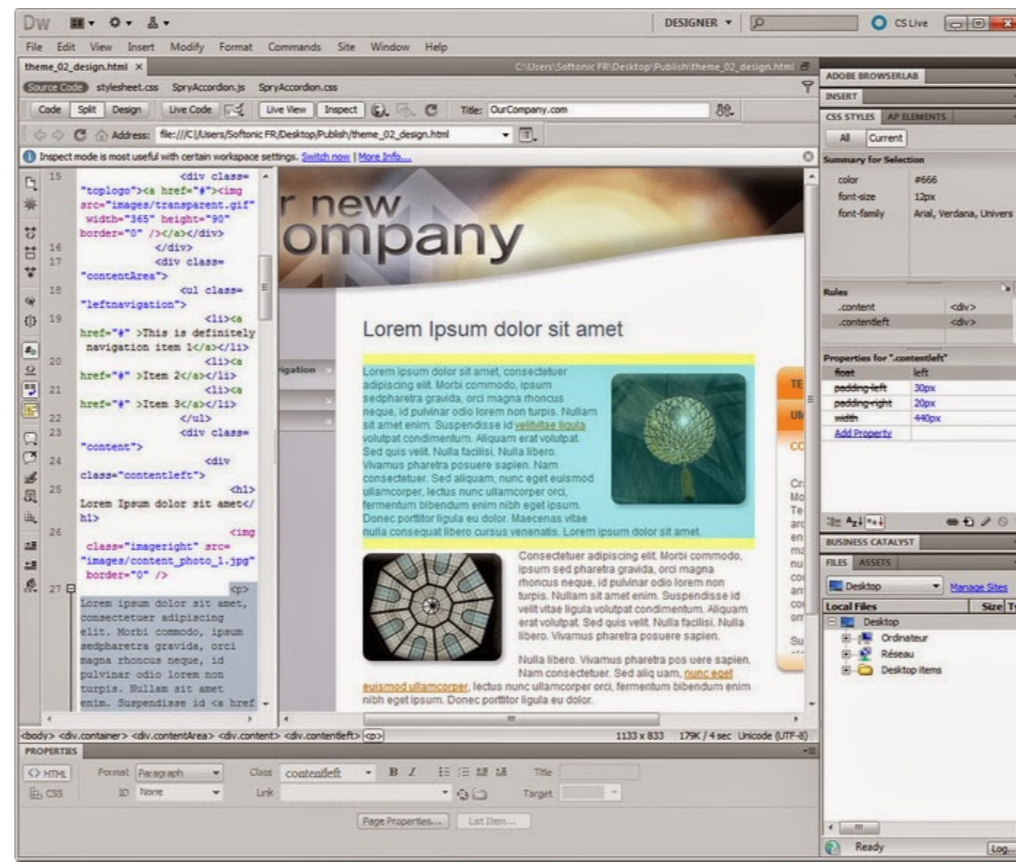 Dw DESIGNER CS Live
File Edit View Insert Modify Format Commands Site Window Help
theme_02_design.html × C:\Users\Softonic FR\Desktop\Publish\theme_02_design.html
Source Code stylesheet.css SpryAccordion.js SpryAccordion.css
Code Split Design Live Code Live View Inspect Title: OurCompany.com
Address: file:///C|/Users/Softonic FR/Desktop/Publish/theme_02_design.html
Inspect mode is most useful with certain workspace settings. Switch now | More Info...
15 <div class=
"toplogo"><a href="#"><img
src="images/transparent.gif"
width="365" height="90"
border="0" /></a></div>
16 </div>
17 <div class=
"contentArea">
18 <ul class=
"leftnavigation">
19 <li><a
href="#" >This is definitely
navigation item 1</a></li>
20 <li><a
href="#" >Item 2</a></li>
21 <li><a
href="#" >Item 3</a></li>
22 </ul>
23 <div class=
"content">
24 <div
class="contentleft">
25 <h1>
Lorem Ipsum dolor sit amet</
h1>
26 <img
class="imageright" src=
"images/content_photo_1.jpg"
border="0" />
27 <p>
Lorem ipsum dolor sit amet,
consectetuer adipiscing
elit. Morbi commodo, ipsum
sedpharetra gravida, orci
magna rhoncus neque, id
pulvinar odio lorem non
turpis. Nullam sit amet
enim. Suspendisse id <a href
r new
ompany
Lorem Ipsum dolor sit amet
vigation
Lorem ipsum dolor sit amet, consectetuer
adipiscing elit. Morbi commodo, ipsum
sedpharetra gravida, orci magna rhoncus
neque, id pulvinar odio lorem non turpis. Nullam
sit amet enim. Suspendisse id velitvitae ligula
volutpat condimentum. Aliquam erat volutpat.
Sed quis velit. Nulla facilisi. Nulla libero.
Vivamus pharetra posuere sapien. Nam
consectetuer. Sed aliquam, nunc eget euismod
ullamcorper, lectus nunc ullamcorper orci,
fermentum bibendum enim nibh eget ipsum.
Donec porttitor ligula eu dolor. Maecenas vitae
nulla consequat libero cursus venenatis. Lorem ipsum dolor sit amet.
Consectetuer adipiscing elit. Morbi commodo,
ipsum sed pharetra gravida, orci magna
rhoncus neque, id pulvinar odio lorem non
turpis. Nullam sit amet enim. Suspendisse id
velit vitae ligula volutpat condimentum. Aliquam
erat volutpat. Sed quis velit. Nulla facilisi. Nulla
libero. Vivamus pharetra posuere sapien.
Nulla libero. Vivamus pharetra pos uere sapien.
Nam consectetuer. Sed aliq uam, nunc eget
euismod ullamcorper, lectus nunc ullamcorper orci, fermentum bibendum enim
nibh eget ipsum. Donec porttitor ligula eu dolor.
TE
UM
CO
<body> <div.container> <div.contentArea> <div.content> <div.contentleft> <p> 1133 x 833 179K / 4 sec Unicode (UTF-8)
PROPERTIES
<> HTML Format Paragraph Class contentleft B I Title
CSS ID None Link Target
Page Properties... List Item...
ADOBE BROWSERLAB
INSERT
CSS STYLES AP ELEMENTS
All Current
Summary for Selection
color #666
font-size 12px
font-family Arial, Verdana, Univers
Rules
.content <div>
.contentleft <div>
Properties for ".contentleft"
float left
padding-left 30px
padding-right 20px
width 440px
Add Property
BUSINESS CATALYST
FILES ASSETS
Desktop Manage Sites
Local Files Size Ty
Desktop
Ordinateur
Réseau
Desktop items
Ready Log...